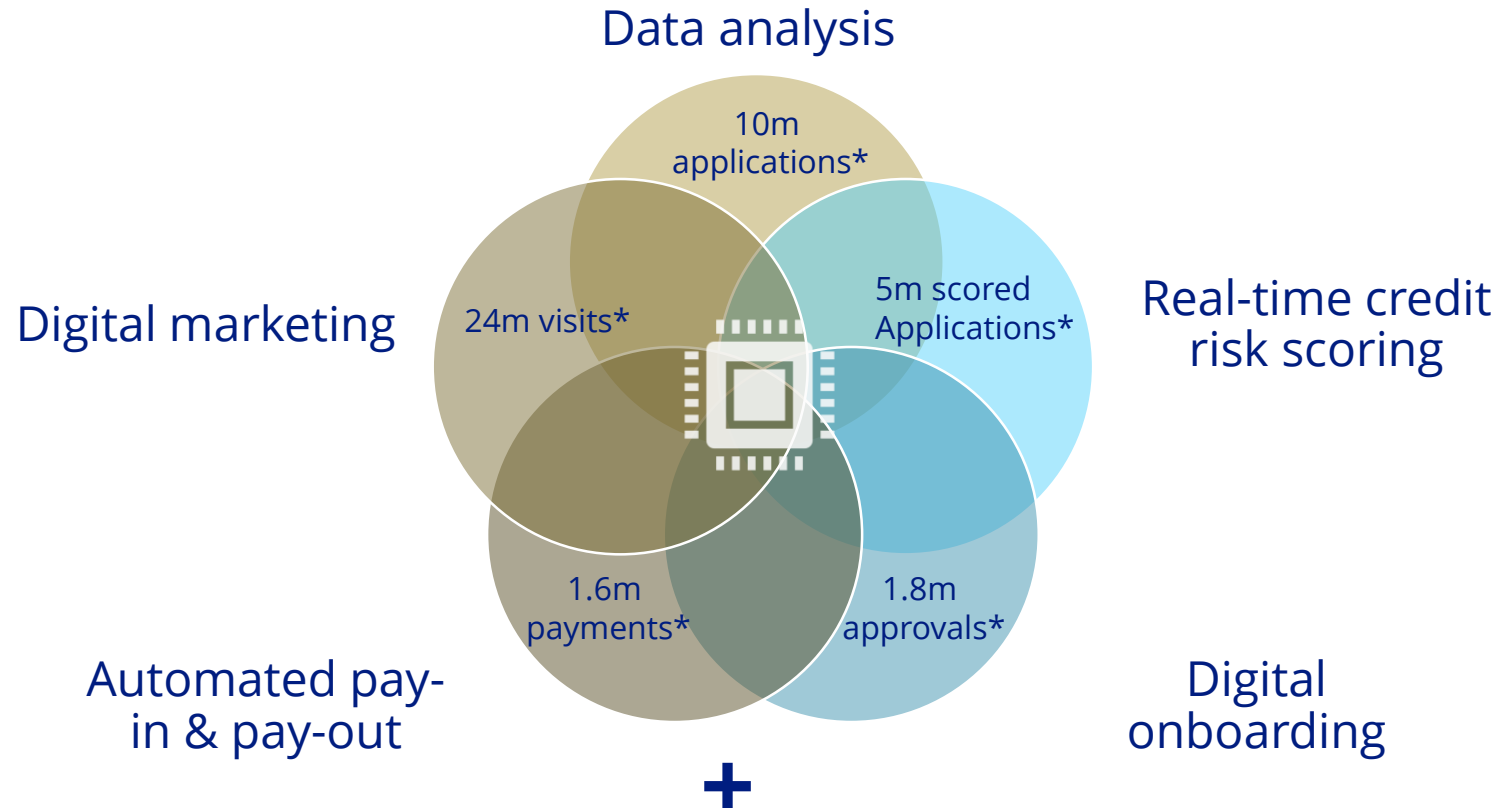 Data analysis
10m
applications*
Digital marketing
24m visits*
5m scored
Applications*
Real-time credit
risk scoring
1.6m
payments*
1.8m
approvals*
Automated pay-
in & pay-out
Digital
onboarding
+